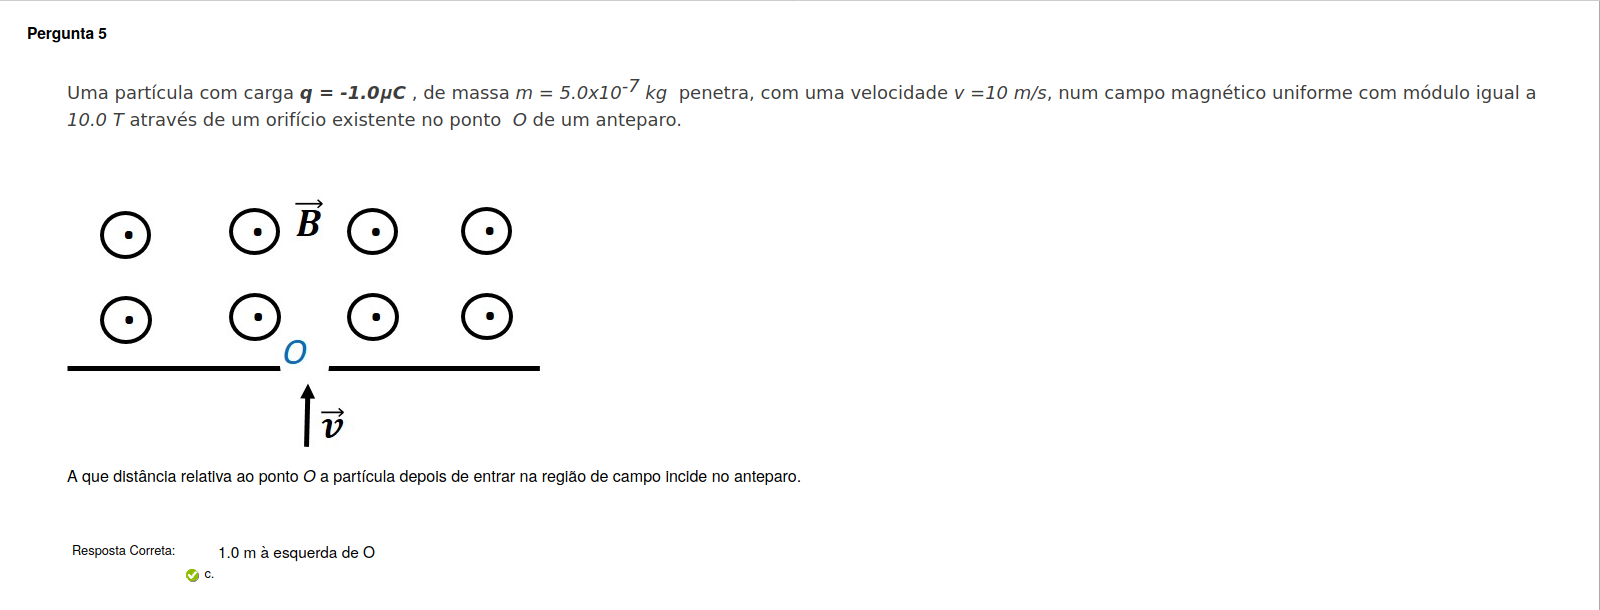 Pergunta 5
Uma partícula com carga q = -1.0μC , de massa m = 5.0x10-7 kg penetra, com uma velocidade v =10 m/s, num campo magnético uniforme com módulo igual a
10.0 T através de um orifício existente no ponto O de um anteparo.
B
O
v
A que distância relativa ao ponto O a partícula depois de entrar na região de campo incide no anteparo.
Resposta Correta: 1.0 m à esquerda de O
c.